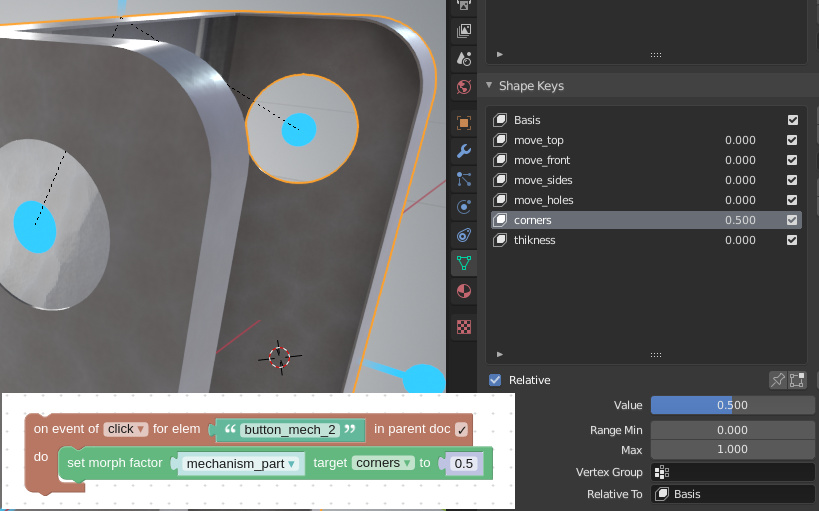 Shape Keys
Basis
move_top 0.000
move_front 0.000
move_sides 0.000
move_holes 0.000
corners 0.500
thikness 0.000
Relative
Value 0.500
Range Min 0.000
Max 1.000
Vertex Group
Relative To Basis
on event of click for elem “ button_mech_2 ” in parent doc
do set morph factor mechanism_part target corners to 0.5